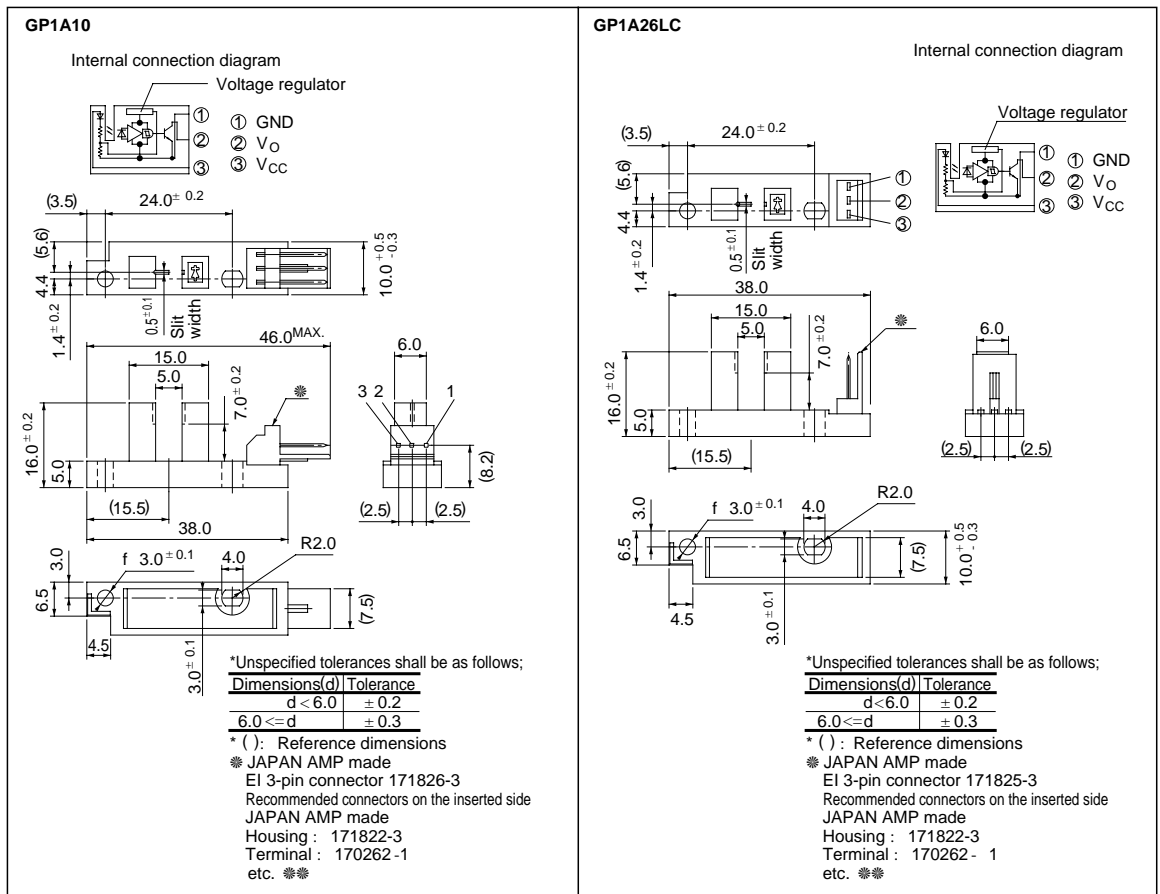 GP1A10
Internal connection diagram
Voltage regulator
① ① GND
② ② VO
③ ③ VCC
(3.5) 24.0± 0.2
(5.6)
4.4
1.4± 0.2
0.5±0.1
Slit
width
10.0 +0.5 -0.3
46.0MAX.
15.0
5.0
7.0± 0.2
❊
16.0±0.2
5.0
(15.5)
38.0
6.0
3 2 1
(8.2)
(2.5) (2.5)
3.0
6.5
f 3.0±0.1
4.0
R2.0
(7.5)
4.5
3.0± 0.1
*Unspecified tolerances shall be as follows;
Dimensions(d) Tolerance
d<6.0 ± 0.2
6.0<=d ± 0.3
* ( ): Reference dimensions
❊ JAPAN AMP made
EI 3-pin connector 171826-3
Recommended connectors on the inserted side
JAPAN AMP made
Housing : 171822-3
Terminal : 170262-1
etc. ❊❊
GP1A26LC
Internal connection diagram
Voltage regulator
① ① GND
② ② VO
③ ③ VCC
(3.5) 24.0± 0.2
(5.6)
4.4
1.4± 0.2
①
②
③
0.5±0.1
Slit
width
38.0
15.0
5.0
7.0± 0.2
❊
16.0± 0.2
5.0
(15.5)
6.0
(2.5) (2.5)
3.0
6.5
f 3.0±0.1
4.0
R2.0
(7.5)
10.0+ 0.5 - 0.3
4.5
3.0± 0.1
*Unspecified tolerances shall be as follows;
Dimensions(d) Tolerance
d<6.0 ± 0.2
6.0<=d ± 0.3
* ( ) : Reference dimensions
❊ JAPAN AMP made
EI 3-pin connector 171825-3
Recommended connectors on the inserted side
JAPAN AMP made
Housing : 171822-3
Terminal : 170262 - 1
etc. ❊❊